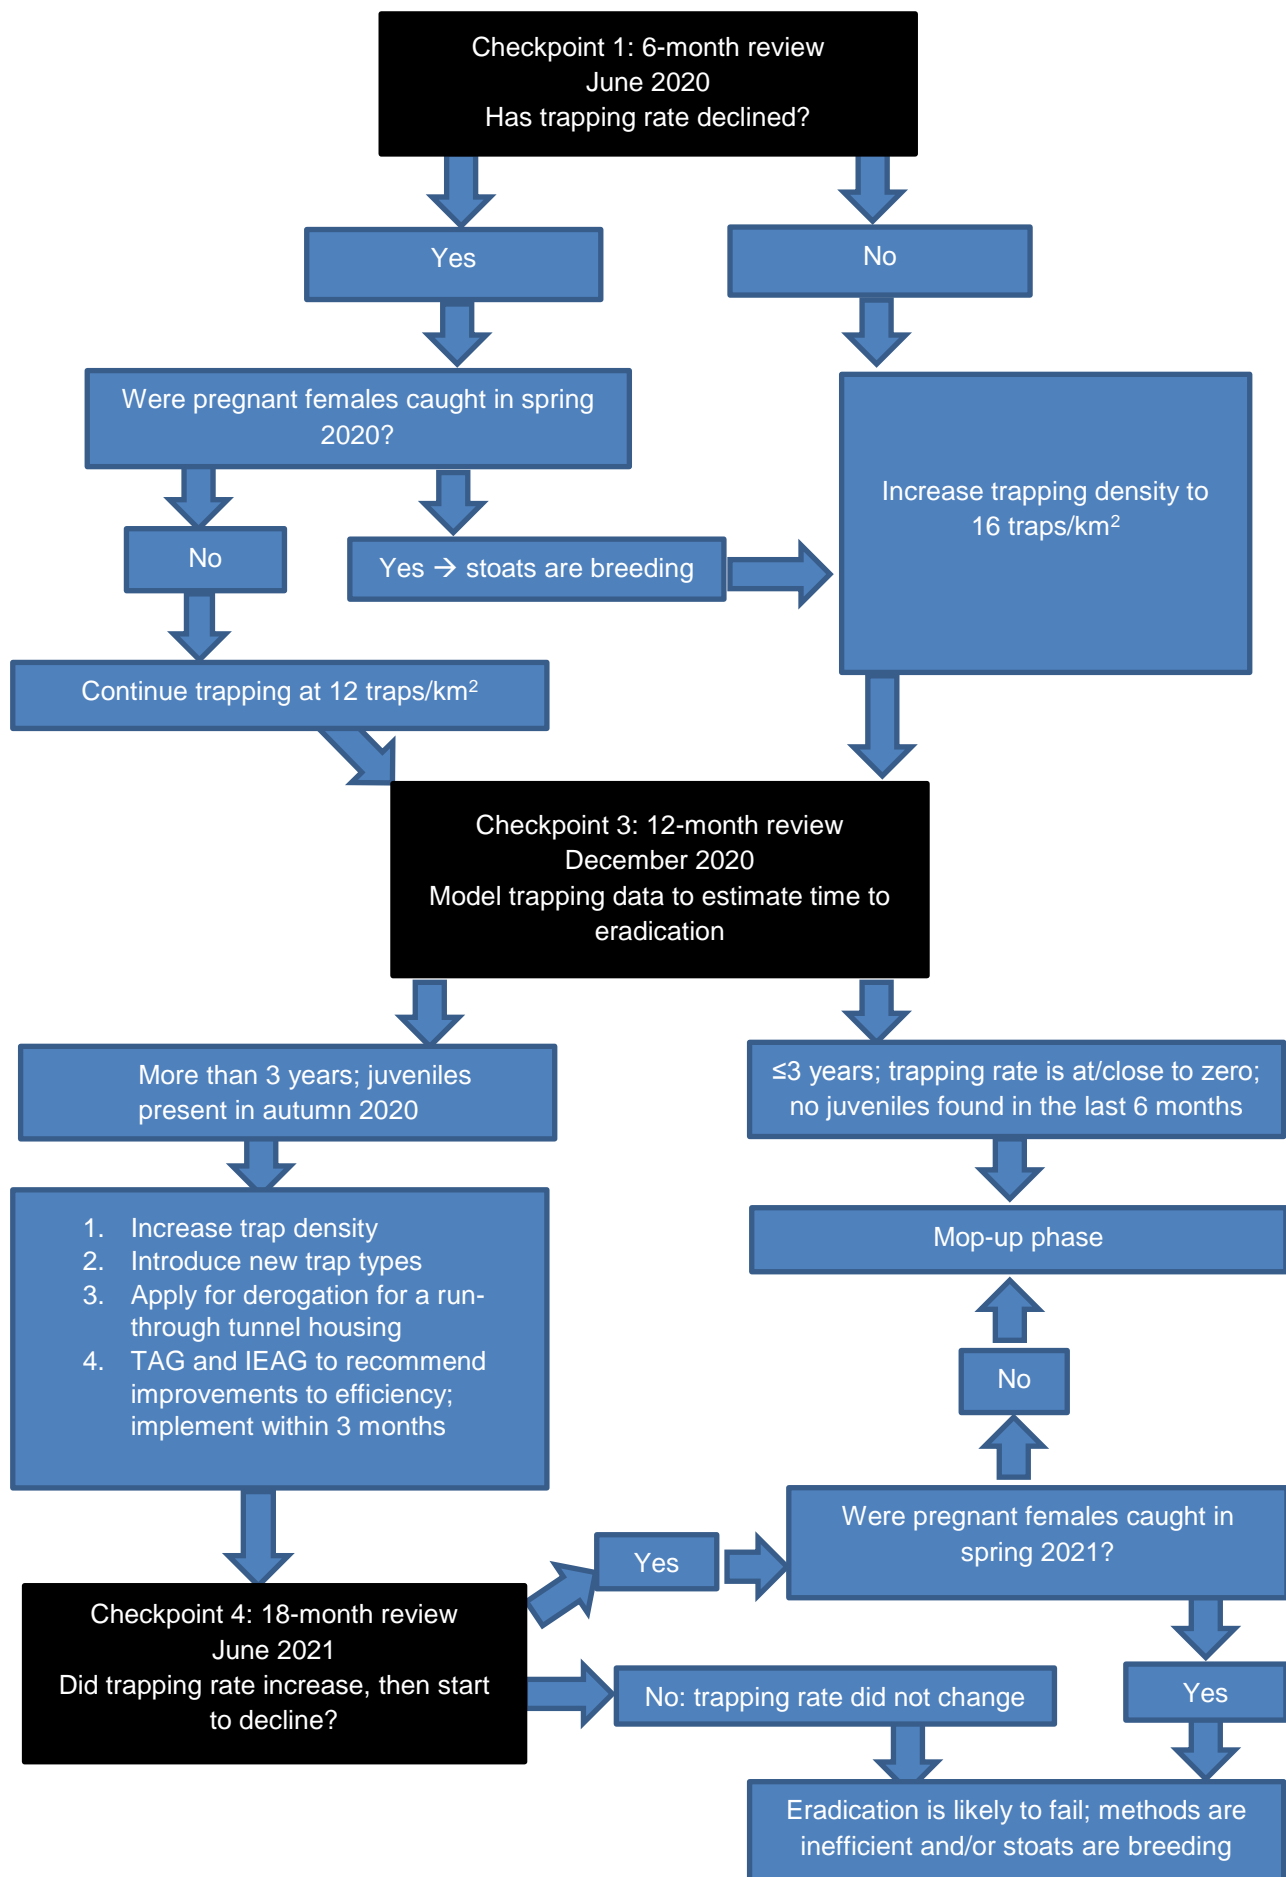 Checkpoint 1: 6-month review
June 2020
Has trapping rate declined?
Yes
No
Were pregnant females caught in spring
2020?
Increase trapping density to
16 traps/km²
No
Yes → stoats are breeding
Continue trapping at 12 traps/km²
Checkpoint 3: 12-month review
December 2020
Model trapping data to estimate time to
eradication
More than 3 years; juveniles
present in autumn 2020
≤3 years; trapping rate is at/close to zero;
no juveniles found in the last 6 months
1. Increase trap density
2. Introduce new trap types
3. Apply for derogation for a run-
through tunnel housing
4. TAG and IEAG to recommend
improvements to efficiency;
implement within 3 months
Mop-up phase
No
Were pregnant females caught in
spring 2021?
Yes
Checkpoint 4: 18-month review
June 2021
Did trapping rate increase, then start
to decline?
No: trapping rate did not change
Yes
Eradication is likely to fail; methods are
inefficient and/or stoats are breeding